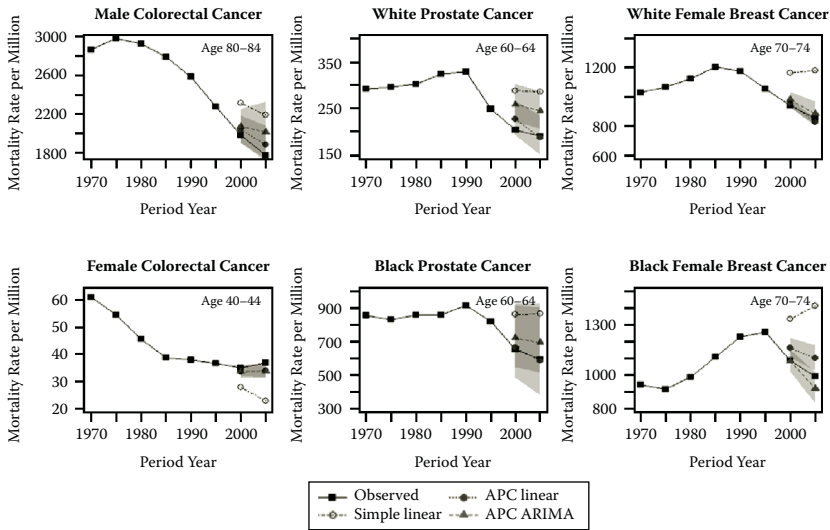 Male Colorectal Cancer
Mortality Rate per Million
3000
2600
2200
1800
Age 80–84
1970 1980 1990 2000
Period Year
White Prostate Cancer
Mortality Rate per Million
350
250
150
Age 60–64
1970 1980 1990 2000
Period Year
White Female Breast Cancer
Mortality Rate per Million
1200
800
600
Age 70–74
1970 1980 1990 2000
Period Year
Female Colorectal Cancer
Mortality Rate per Million
60
50
40
30
20
Age 40–44
1970 1980 1990 2000
Period Year
Black Prostate Cancer
Mortality Rate per Million
900
700
500
300
Age 60–64
1970 1980 1990 2000
Period Year
Black Female Breast Cancer
Mortality Rate per Million
1300
1000
800
Age 70–74
1970 1980 1990 2000
Period Year
Observed APC linear
Simple linear APC ARIMA